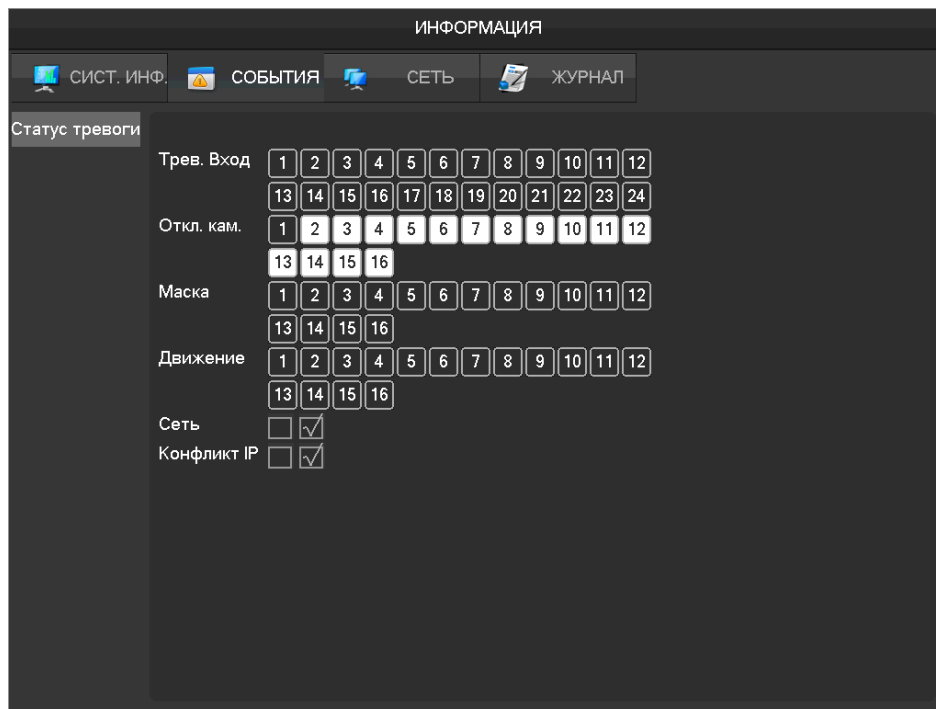 ИНФОРМАЦИЯ
СИСТ. ИНФ. СОБЫТИЯ СЕТЬ ЖУРНАЛ
Статус тревоги
Трев. Вход 1 2 3 4 5 6 7 8 9 10 11 12
13 14 15 16 17 18 19 20 21 22 23 24
Откл. кам. 1 2 3 4 5 6 7 8 9 10 11 12
13 14 15 16
Маска 1 2 3 4 5 6 7 8 9 10 11 12
13 14 15 16
Движение 1 2 3 4 5 6 7 8 9 10 11 12
13 14 15 16
Сеть
Конфликт IP